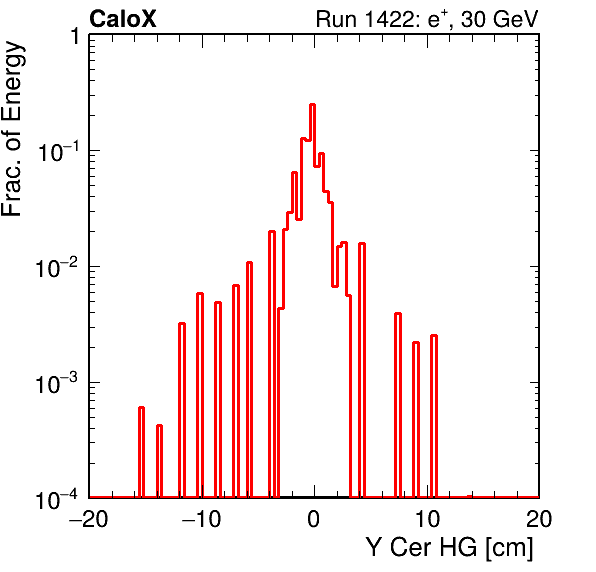 CaloX Run 1422: e⁺, 30 GeV
Frac. of Energy
1
10⁻¹
10⁻²
10⁻³
10⁻⁴
−20 −10 0 10 20
Y Cer HG [cm]